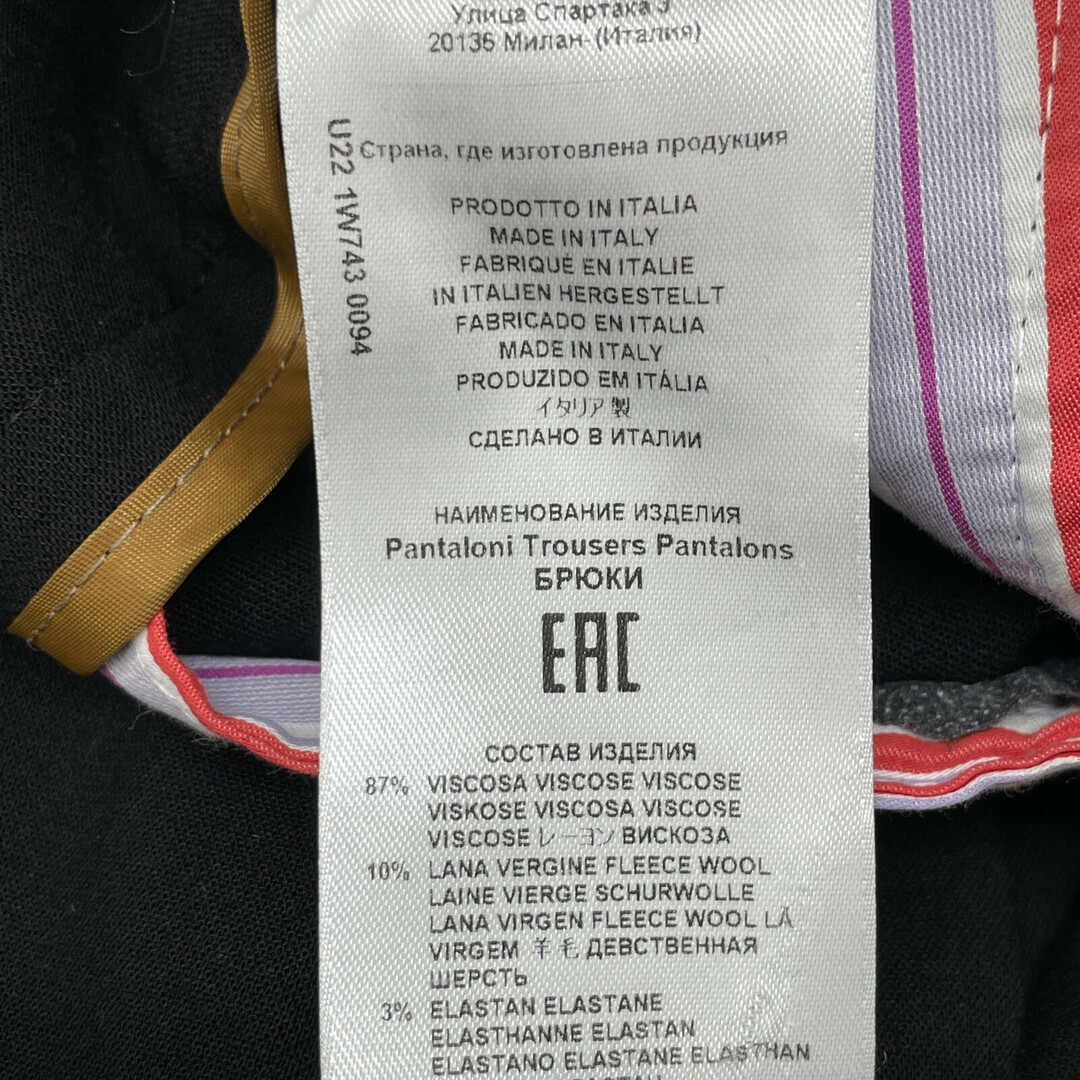 Улица Спартака 3
20135 Милан- (Италия)
U22 1W743 0094
Страна, где изготовлена продукция
PRODOTTO IN ITALIA
MADE IN ITALY
FABRIQUÉ EN ITALIE
IN ITALIEN HERGESTELLT
FABRICADO EN ITALIA
MADE IN ITALY
PRODUZIDO EM ITÁLIA
イタリア製
СДЕЛАНО В ИТАЛИИ
НАИМЕНОВАНИЕ ИЗДЕЛИЯ
Pantaloni Trousers Pantalons
БРЮКИ
EAC
СОСТАВ ИЗДЕЛИЯ
87% VISCOSA VISCOSE VISCOSE
VISKOSE VISCOSA VISCOSE
VISCOSE レーヨン ВИСКОЗА
10% LANA VERGINE FLEECE WOOL
LAINE VIERGE SCHURWOLLE
LANA VIRGEN FLEECE WOOL LÃ
VIRGEM 羊毛 ДЕВСТВЕННАЯ
ШЕРСТЬ
3% ELASTAN ELASTANE
ELASTHANNE ELASTAN
ELASTANO ELASTANE ELASTHAN